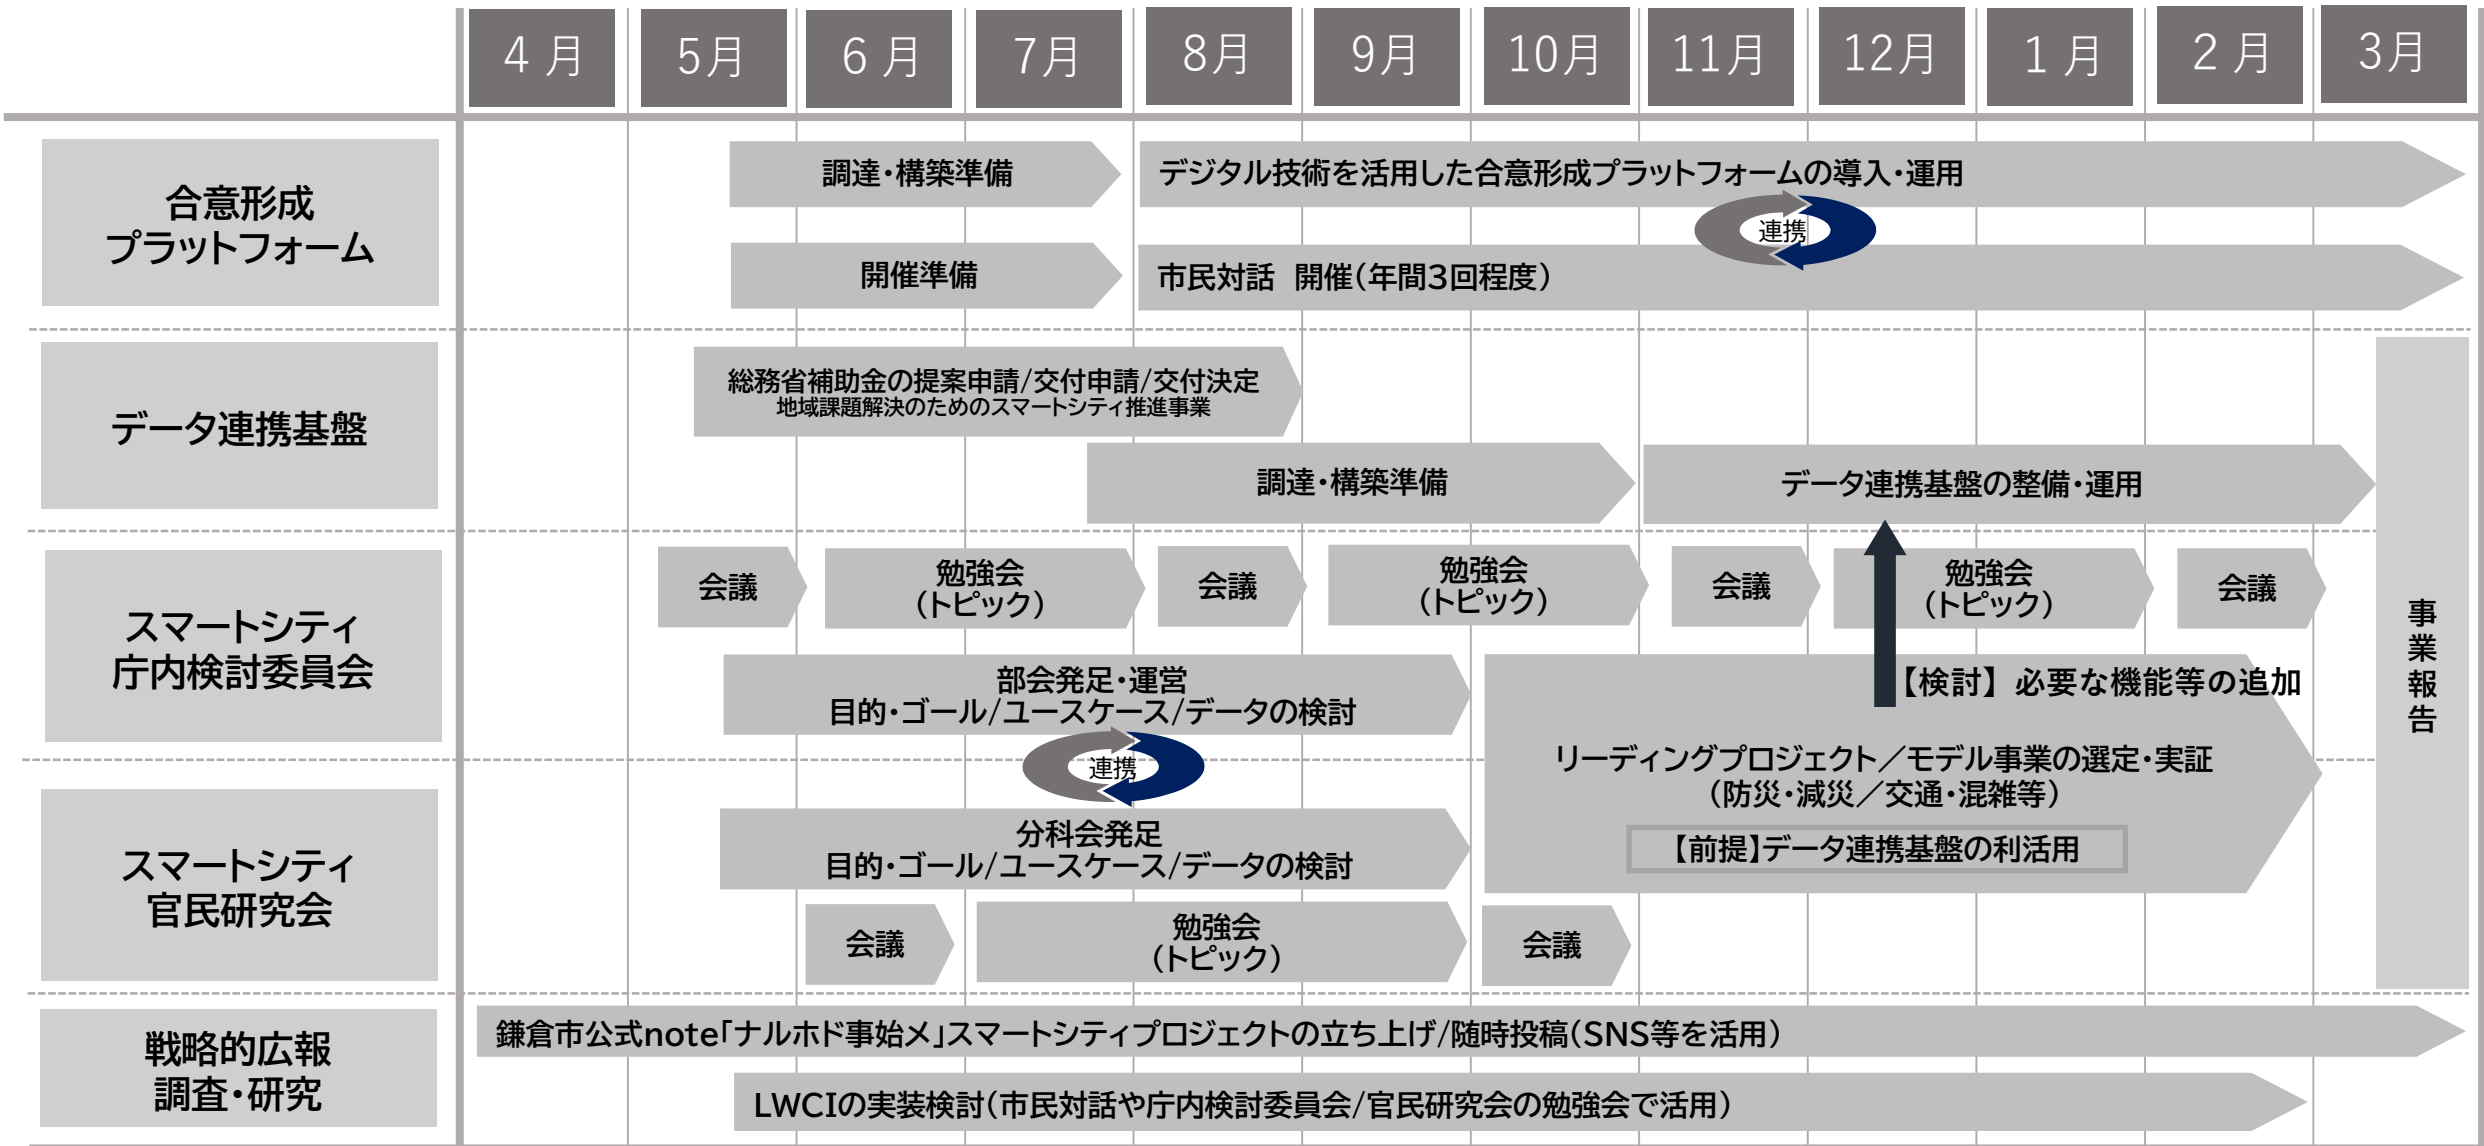 4 月 5月 6 月 7月 8月 9月 10月 11月 12月 1 月 2 月 3月
合意形成
プラットフォーム
調達・構築準備
デジタル技術を活用した合意形成プラットフォームの導入・運用
連携
開催準備
市民対話　開催（年間3回程度）
データ連携基盤
総務省補助金の提案申請/交付申請/交付決定
地域課題解決のためのスマートシティ推進事業
調達・構築準備
データ連携基盤の整備・運用
スマートシティ
庁内検討委員会
会議
勉強会
（トピック）
会議
勉強会
（トピック）
会議
勉強会
（トピック）
会議
部会発足・運営
目的・ゴール/ユースケース/データの検討
【検討】 必要な機能等の追加
連携
リーディングプロジェクト／モデル事業の選定・実証
（防災・減災／交通・混雑等）
【前提】データ連携基盤の利活用
スマートシティ
官民研究会
分科会発足
目的・ゴール/ユースケース/データの検討
会議
勉強会
（トピック）
会議
事業報告
戦略的広報
調査・研究
鎌倉市公式note「ナルホド事始メ」スマートシティプロジェクトの立ち上げ/随時投稿（SNS等を活用）
LWCIの実装検討（市民対話や庁内検討委員会/官民研究会の勉強会で活用）